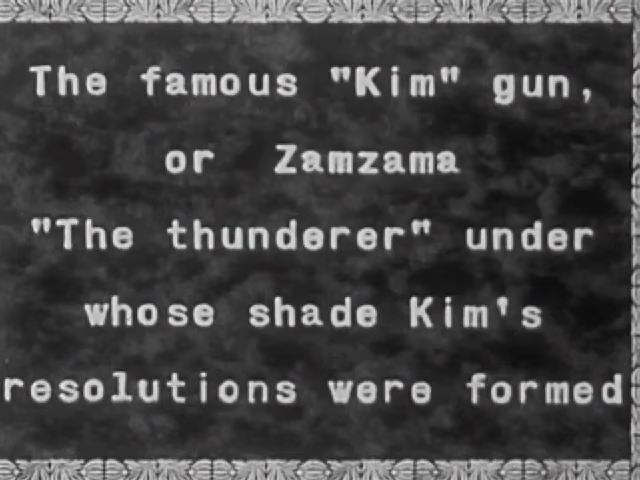 The famous "Kim" gun,
or Zamzama
"The thunderer" under
whose shade Kim's
resolutions were formed